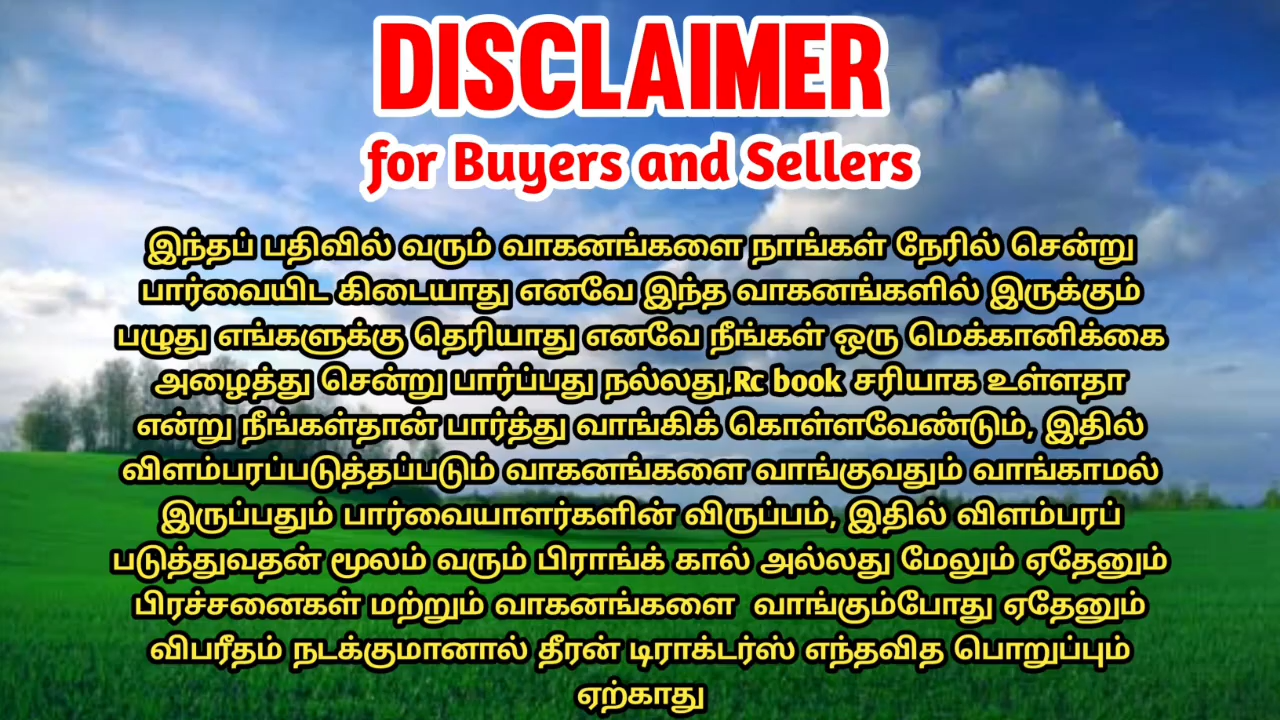 DISCLAIMER
for Buyers and Sellers
இந்தப் பதிவில் வரும் வாகனங்களை நாங்கள் நேரில் சென்று
பார்வையிட கிடையாது எனவே இந்த வாகனங்களில் இருக்கும்
பழுது எங்களுக்கு தெரியாது எனவே நீங்கள் ஒரு மெக்கானிக்கை
அழைத்து சென்று பார்ப்பது நல்லது,Rc book சரியாக உள்ளதா
என்று நீங்கள்தான் பார்த்து வாங்கிக் கொள்ளவேண்டும், இதில்
விளம்பரப்படுத்தப்படும் வாகனங்களை வாங்குவதும் வாங்காமல்
இருப்பதும் பார்வையாளர்களின் விருப்பம், இதில் விளம்பரப்
படுத்துவதன் மூலம் வரும் பிராங்க் கால் அல்லது மேலும் ஏதேனும்
பிரச்சனைகள் மற்றும் வாகனங்களை வாங்கும்போது ஏதேனும்
விபரீதம் நடக்குமானால் தீரன் டிராக்டர்ஸ் எந்தவித பொறுப்பும்
ஏற்காது